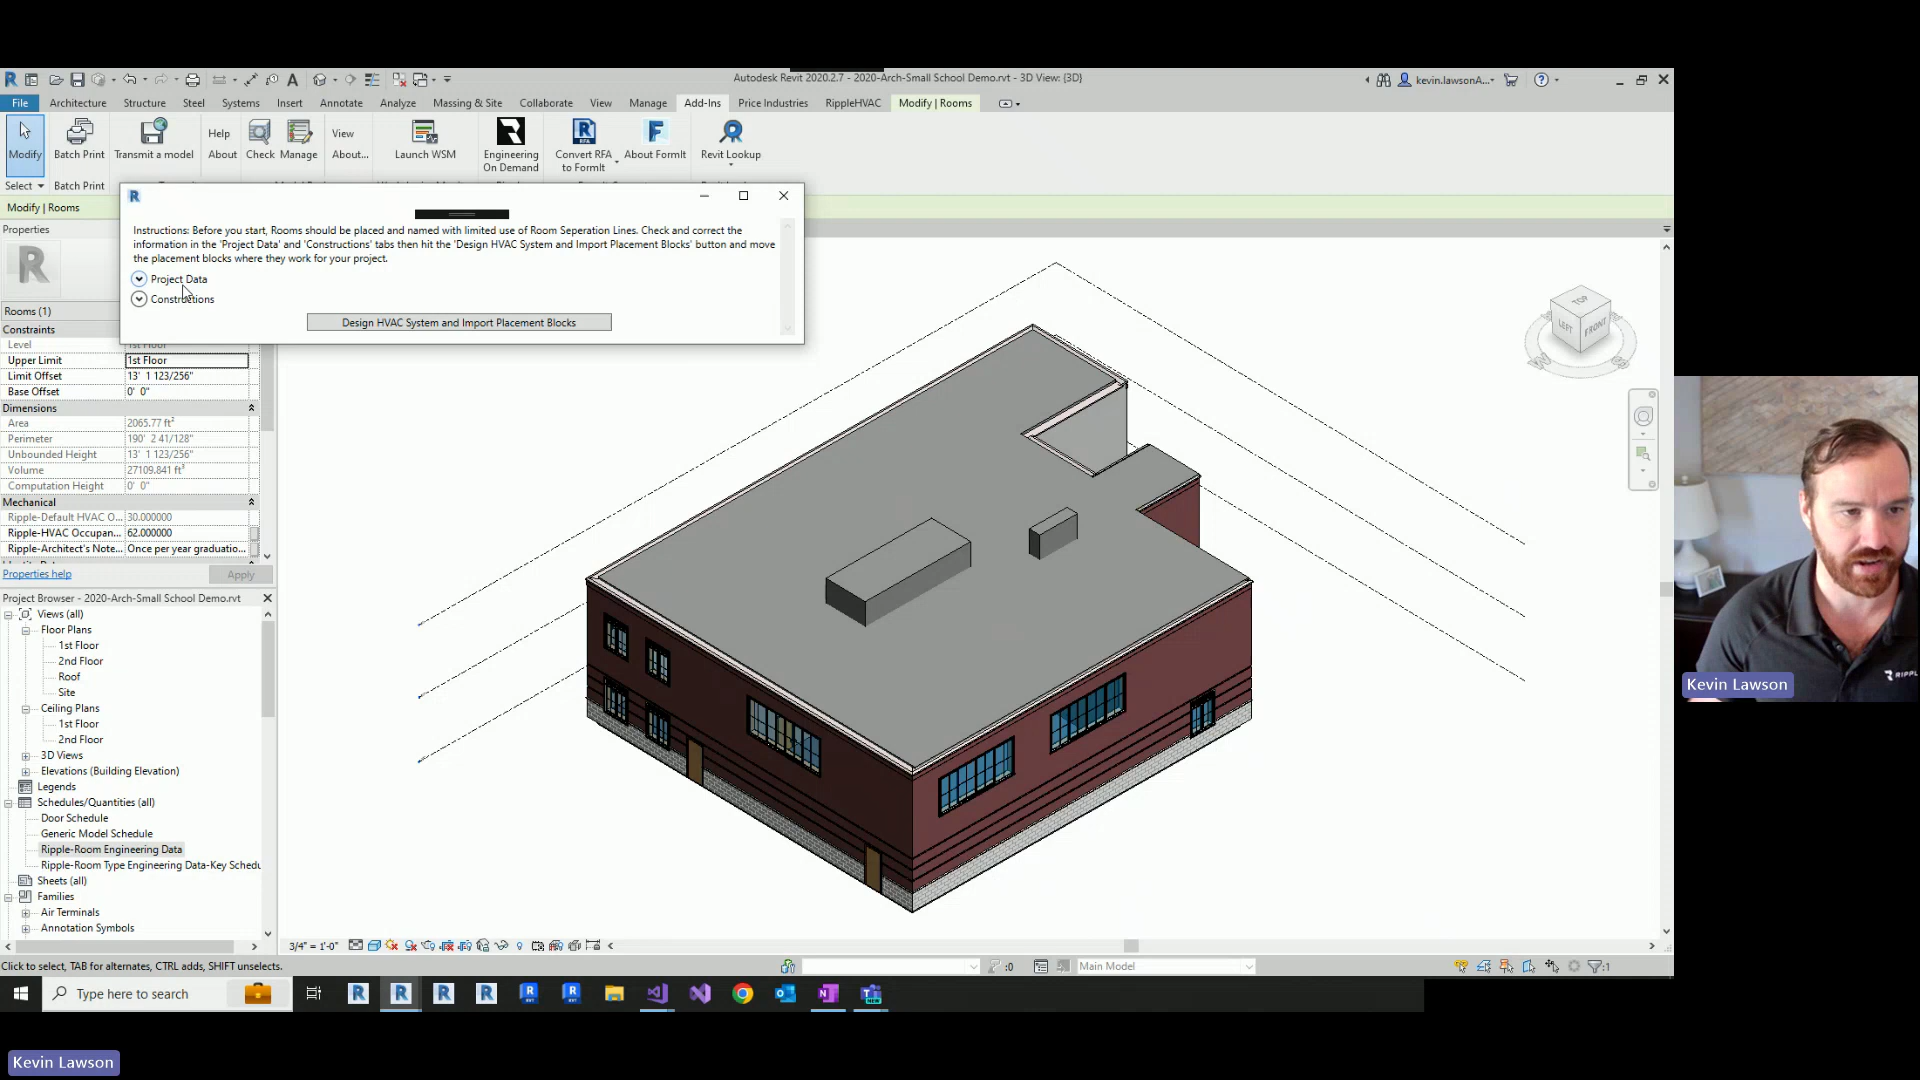 Autodesk Revit 2020.2.7 - 2020-Arch-Small School Demo.rvt - 3D View: {3D}
kevin.lawsonA...
File Architecture Structure Steel Systems Insert Annotate Analyze Massing & Site Collaborate View Manage Add-Ins Price Industries RippleHVAC Modify | Rooms
Modify
Batch Print
Transmit a model
Help
About
Check
Manage
View
About...
Launch WSM
Engineering On Demand
Convert RFA to FormIt
About FormIt
Revit Lookup
Select
Batch Print
Modify | Rooms
Instructions: Before you start, Rooms should be placed and named with limited use of Room Seperation Lines. Check and correct the
information in the 'Project Data' and 'Constructions' tabs then hit the 'Design HVAC System and Import Placement Blocks' button and move
the placement blocks where they work for your project.
Project Data
Constructions
Design HVAC System and Import Placement Blocks
Properties
Rooms (1)
Constraints
Level 1st Floor
Upper Limit 1st Floor
Limit Offset 13' 1 123/256"
Base Offset 0' 0"
Dimensions
Area 2065.77 ft²
Perimeter 190' 2 41/128"
Unbounded Height 13' 1 123/256"
Volume 27109.841 ft³
Computation Height 0' 0"
Mechanical
Ripple-Default HVAC O... 30.000000
Ripple-HVAC Occupan... 62.000000
Ripple-Architect's Note... Once per year graduatio...
Properties help
Apply
Project Browser - 2020-Arch-Small School Demo.rvt
Views (all)
Floor Plans
1st Floor
2nd Floor
Roof
Site
Ceiling Plans
1st Floor
2nd Floor
3D Views
Elevations (Building Elevation)
Legends
Schedules/Quantities (all)
Door Schedule
Generic Model Schedule
Ripple-Room Engineering Data
Ripple-Room Type Engineering Data-Key Schedu
Sheets (all)
Families
Air Terminals
Annotation Symbols
TOP
LEFT
FRONT
3/4" = 1'-0"
Click to select, TAB for alternates, CTRL adds, SHIFT unselects.
:0
Main Model
:1
Type here to search
Kevin Lawson
RIPPL
Kevin Lawson